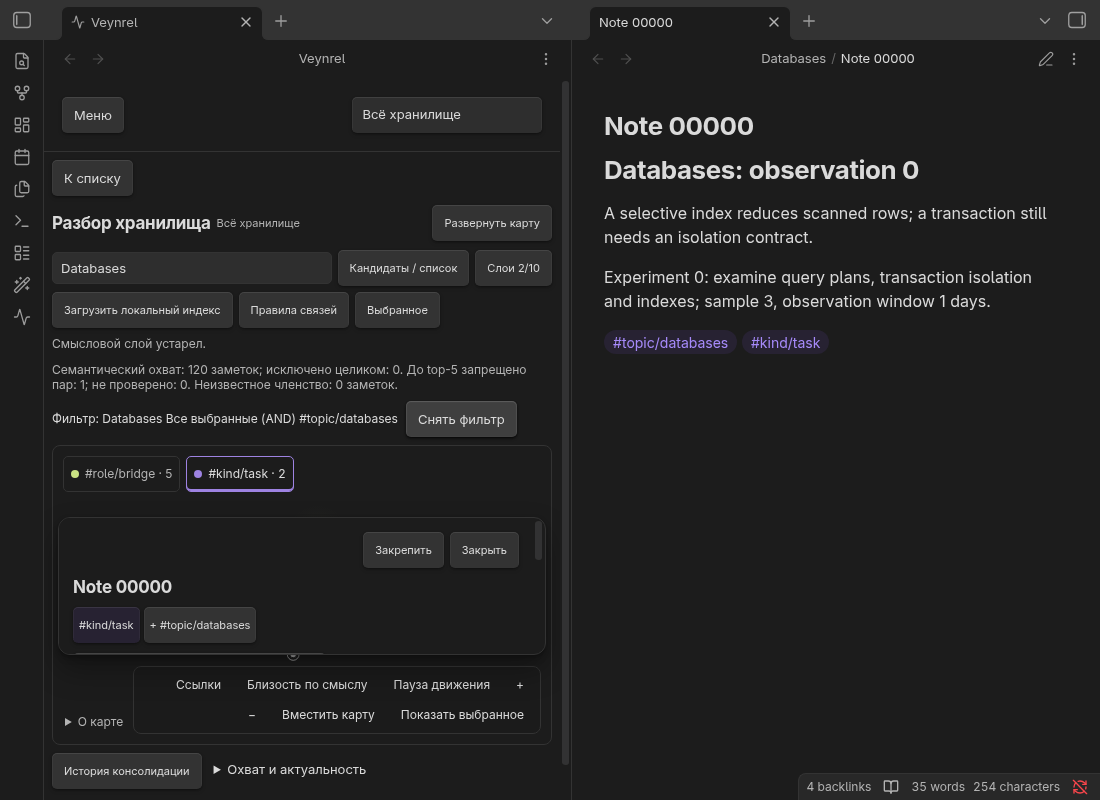 Veynrel
Note 00000
Veynrel
Databases / Note 00000
Меню
Всё хранилище
К списку
Разбор хранилища Всё хранилище
Развернуть карту
Databases
Кандидаты / список
Слои 2/10
Загрузить локальный индекс
Правила связей
Выбранное
Смысловой слой устарел.
Семантический охват: 120 заметок; исключено целиком: 0. До top-5 запрещено
пар: 1; не проверено: 0. Неизвестное членство: 0 заметок.
Фильтр: Databases Все выбранные (AND) #topic/databases
Снять фильтр
#role/bridge · 5
#kind/task · 2
Закрепить
Закрыть
Note 00000
#kind/task
+ #topic/databases
Ссылки
Близость по смыслу
Пауза движения
+
−
Вместить карту
Показать выбранное
О карте
История консолидации
Охват и актуальность
Note 00000
Databases: observation 0
A selective index reduces scanned rows; a transaction still
needs an isolation contract.
Experiment 0: examine query plans, transaction isolation
and indexes; sample 3, observation window 1 days.
#topic/databases #kind/task
4 backlinks
35 words
254 characters